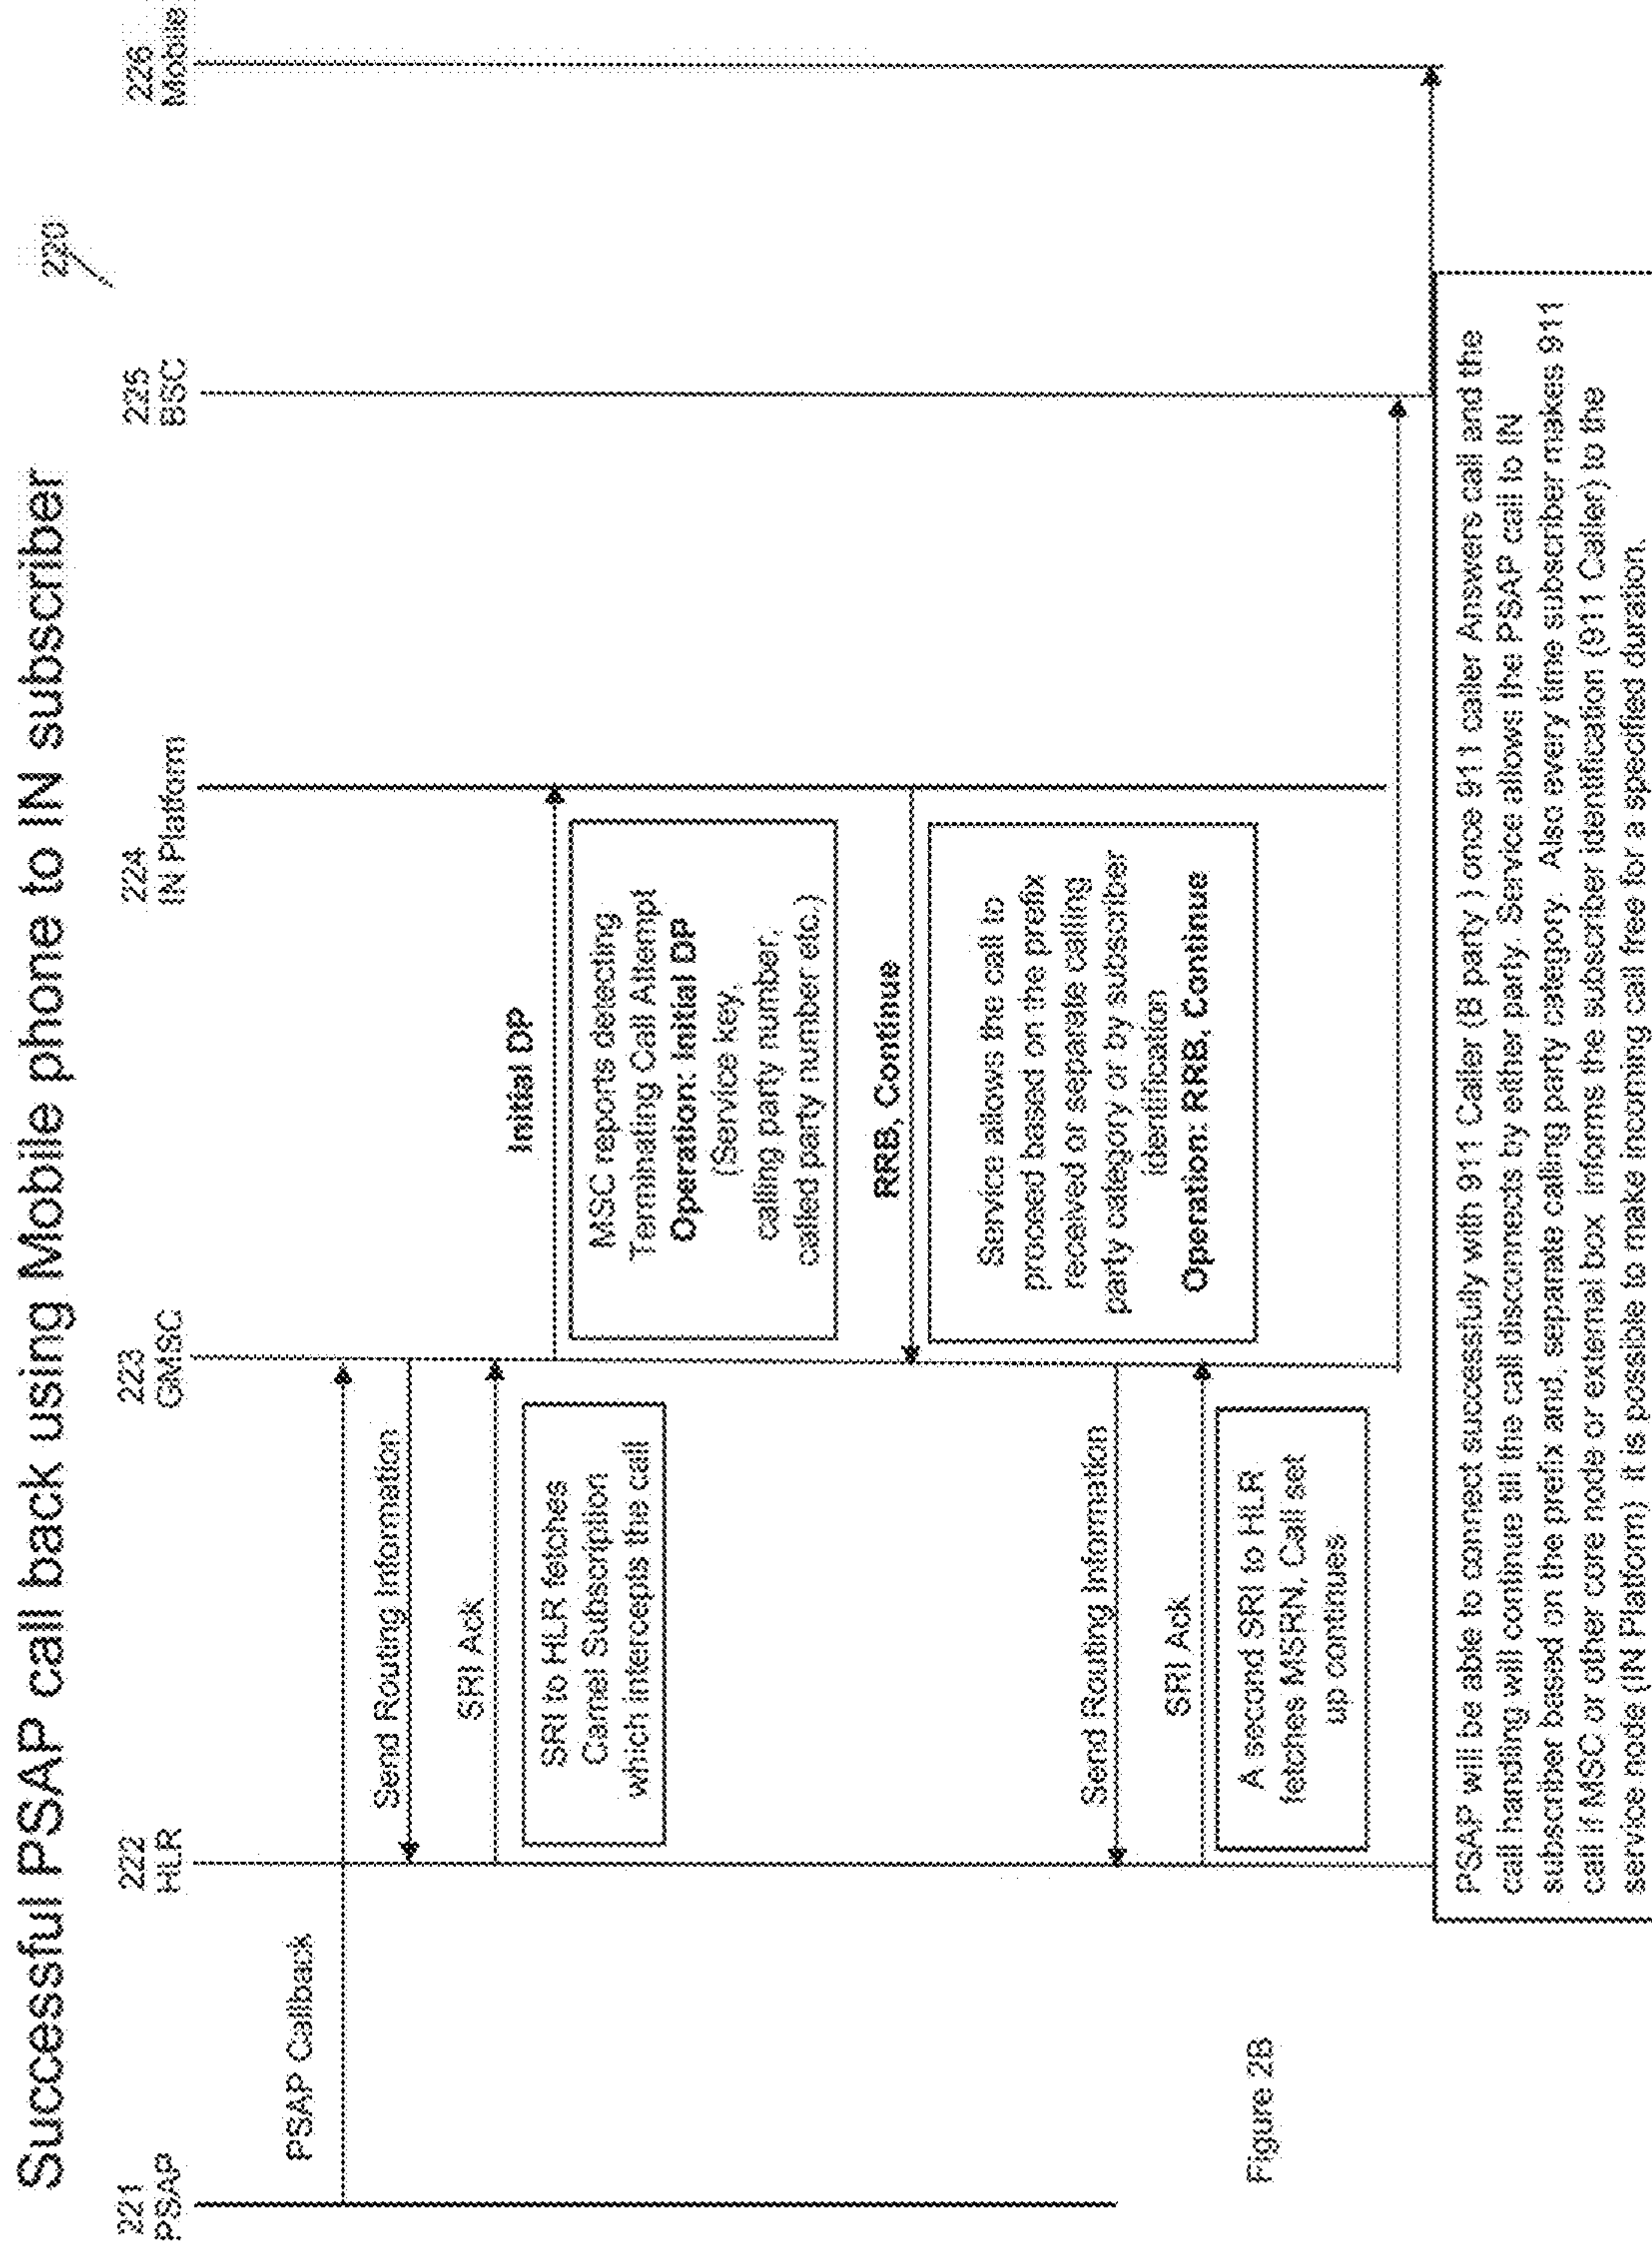 Successful PSAP call back using Mobile phone to IN subscriber
220
221
PSAP
222
HLR
223
GMSC
224
IN Platform
225
BSC
226
Mobile
PSAP Callback
Send Routing Information
SRI Ack
SRI to HLR fetches
Camel Subscription
which intercepts the call
Initial DP
MSC reports detecting
Terminating Call Attempt
Operation: Initial DP
(Service key,
calling party number,
called party number etc.)
RRB, Continue
Service allows the call to
proceed based on the prefix
received or separate calling
party category or by subscriber
identification
Operation: RRB, Continue
Send Routing Information
SRI Ack
A second SRI to HLR
fetches MSRN. Call set
up continues
PSAP will be able to connect successfully with 911 Caller (B party ) once 911 caller Answers call and the
call handling will continue till the call disconnects by either party. Service allows the PSAP call to IN
subscriber based on the prefix and, separate calling party category. Also every time subscriber makes 911
call if MSC or other core node or external box informs the subscriber identification (911 Caller) to the
service node (IN Platform) it is possible to make incoming call free for a specified duration.
Figure 2B